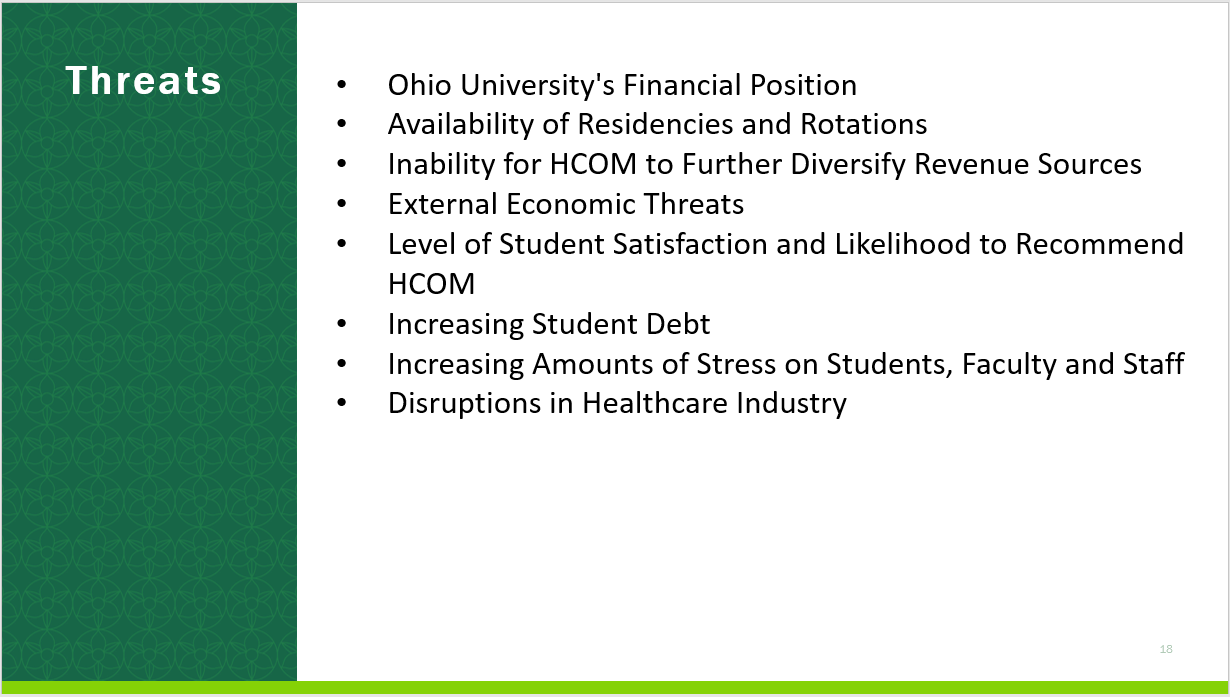 Threats
• Ohio University's Financial Position
• Availability of Residencies and Rotations
• Inability for HCOM to Further Diversify Revenue Sources
• External Economic Threats
• Level of Student Satisfaction and Likelihood to Recommend
HCOM
• Increasing Student Debt
• Increasing Amounts of Stress on Students, Faculty and Staff
• Disruptions in Healthcare Industry
18